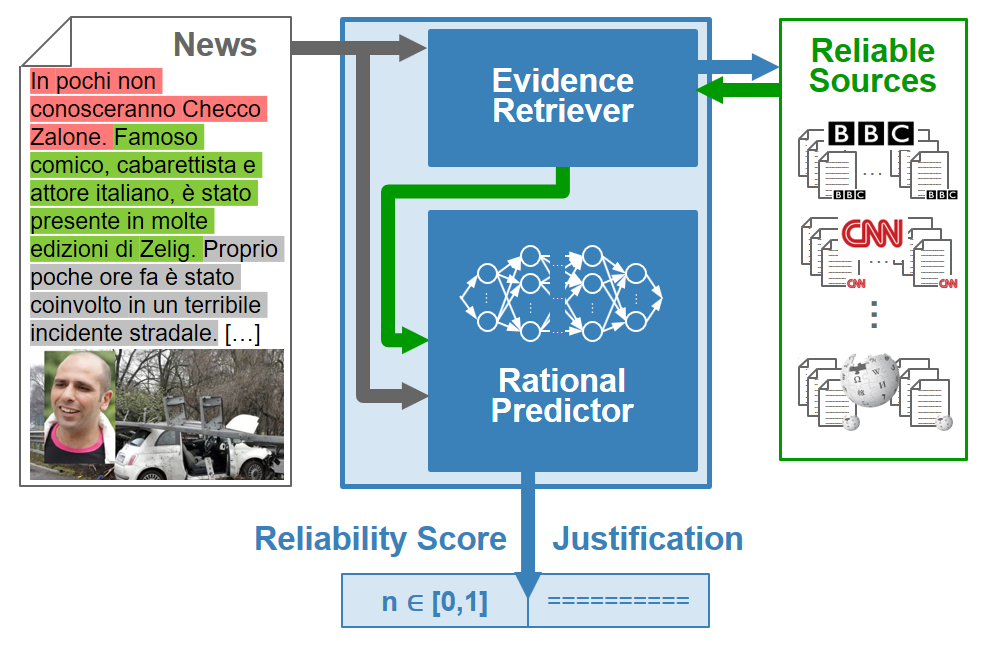 News
In pochi non
conosceranno Checco
Zalone. Famoso
comico, cabarettista e
attore italiano, è stato
presente in molte
edizioni di Zelig. Proprio
poche ore fa è stato
coinvolto in un terribile
incidente stradale. […]
Evidence
Retriever
Rational
Predictor
Reliable
Sources
BBC
...
BBC
BBC
CNN
...
CNN
CNN
Reliability Score
Justification
n ∈ [0,1]
==========